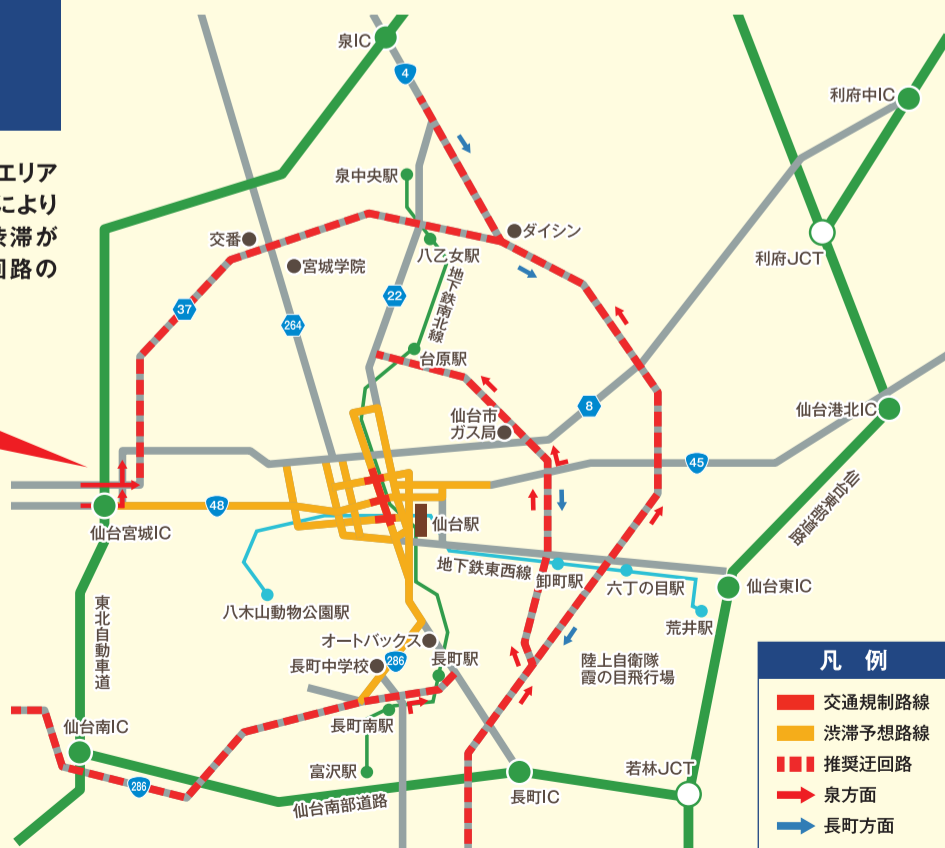 エリア
により
渋滞が
回路の
泉IC
4
利府中IC
泉中央駅
ダイシン
交番
宮城学院
八乙女駅
利府JCT
地下鉄南北線
37
264
22
台原駅
仙台市
ガス局
8
仙台港北IC
45
仙台東部道路
48
仙台駅
仙台宮城IC
地下鉄東西線
卸町駅
六丁の目駅
仙台東IC
八木山動物公園駅
荒井駅
東北自動車道
オートバックス
長町中学校
286
長町駅
陸上自衛隊
霞の目飛行場
仙台南IC
長町南駅
286
富沢駅
仙台南部道路
長町IC
若林JCT
凡 例
交通規制路線
渋滞予想路線
推奨迂回路
泉方面
長町方面